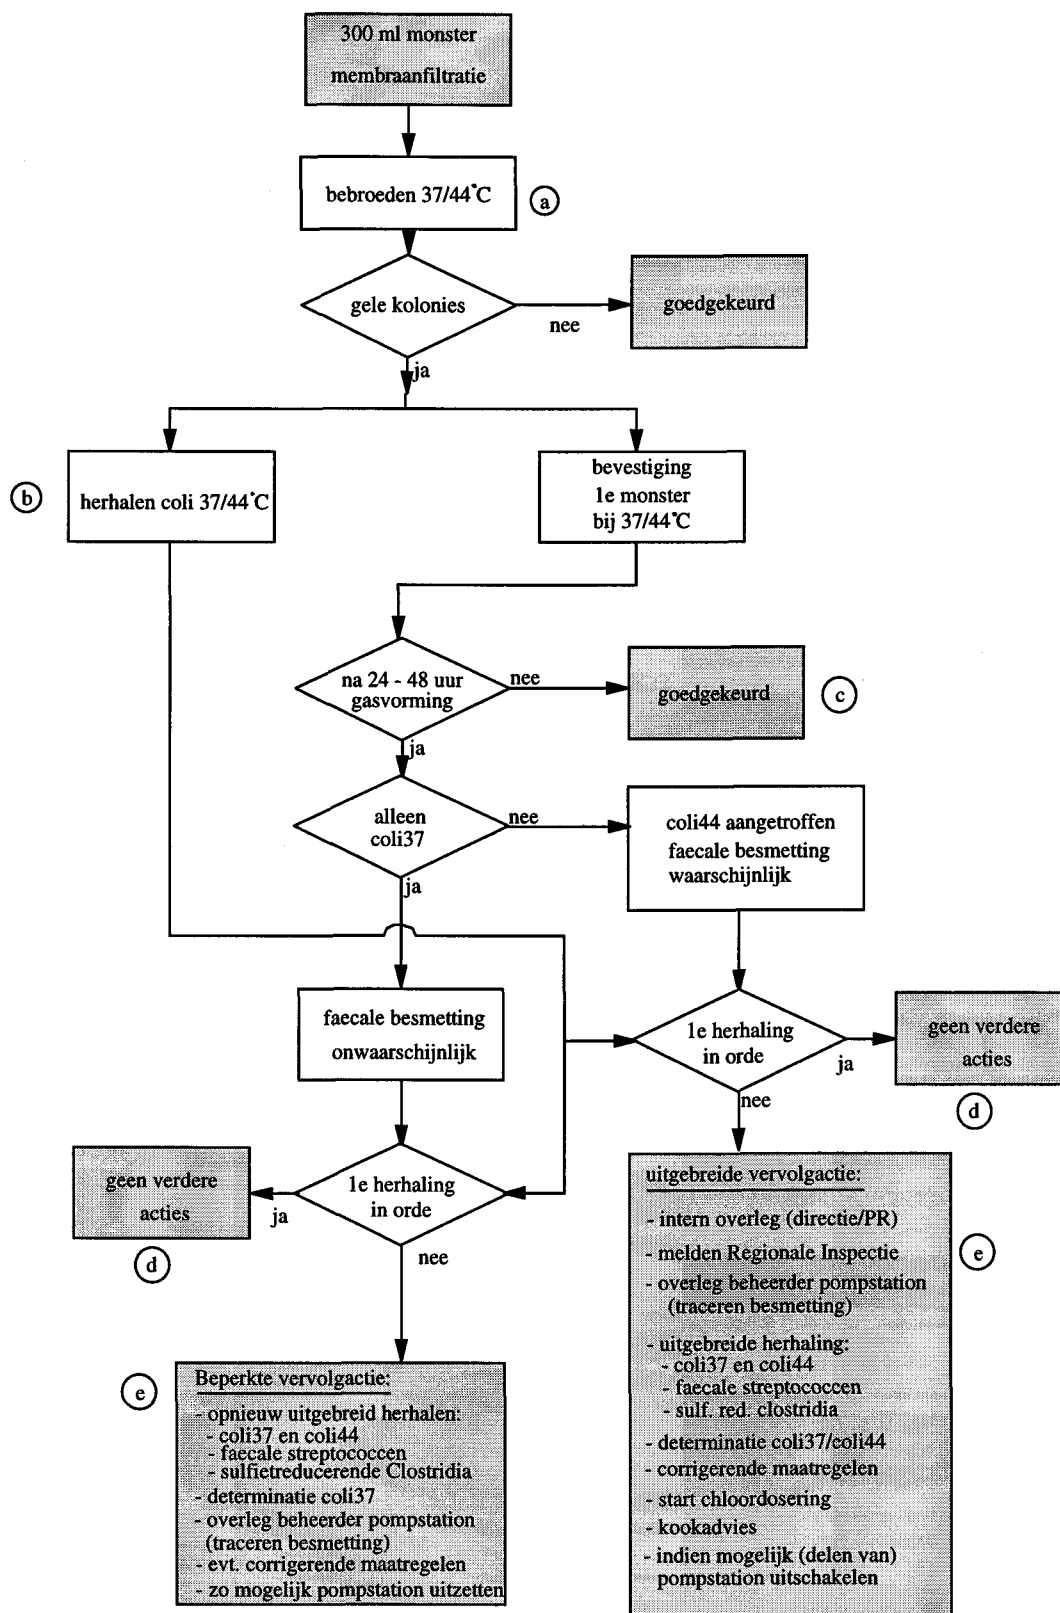 300 ml monster
membraanfiltratie
bebroeden 37/44°C
a
gele kolonies
nee
goedgekeurd
ja
b
herhalen coli 37/44°C
bevestiging
1e monster
bij 37/44°C
na 24 - 48 uur
gasvorming
nee
goedgekeurd
c
ja
alleen
coli37
nee
coli44 aangetroffen
faecale besmetting
waarschijnlijk
ja
faecale besmetting
onwaarschijnlijk
1e herhaling
in orde
ja
geen verdere
acties
d
nee
geen verdere
acties
d
ja
1e herhaling
in orde
nee
uitgebreide vervolgactie:
- intern overleg (directie/PR)
- melden Regionale Inspectie
- overleg beheerder pompstation
(traceren besmetting)
- uitgebreide herhaling:
- coli37 en coli44
- faecale streptococcen
- sulf. red. clostridia
- determinatie coli37/coli44
- corrigerende maatregelen
- start chloordosering
- kookadvies
- indien mogelijk (delen van)
pompstation uitschakelen
e
e
Beperkte vervolgactie:
- opnieuw uitgebreid herhalen:
- coli37 en coli44
- faecale streptococcen
- sulfietreducerende Clostridia
- determinatie coli37
- overleg beheerder pompstation
(traceren besmetting)
- evt. corrigerende maatregelen
- zo mogelijk pompstation uitzetten